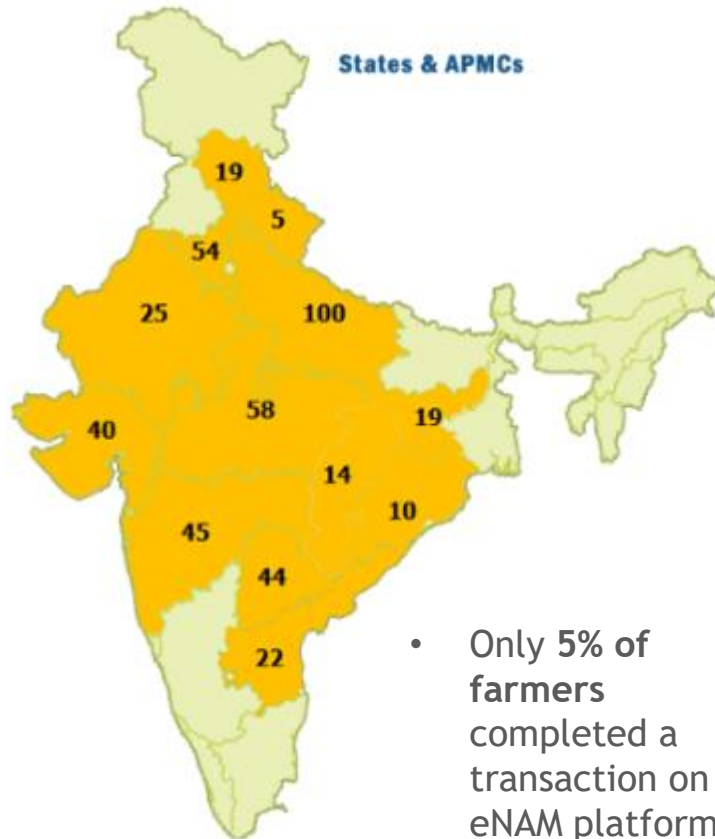 States & APMCs
19
5
54
25
100
58
40
19
14
10
45
44
22
• Only 5% of
farmers
completed a
transaction on
eNAM platform